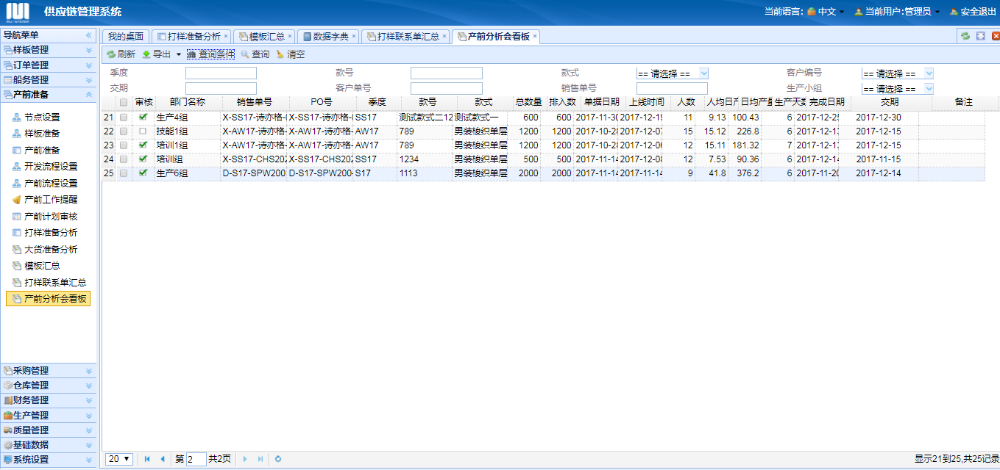 供应链管理系统 当前语言: 中文 当前用户:管理员 安全退出
导航菜单
样板管理
订单管理
船务管理
产前准备
节点设置
样板准备
产前准备
开发流程设置
产前流程设置
产前工作提醒
产前计划审核
打样准备分析
大货准备分析
模板汇总
打样联系单汇总
产前分析会看板
采购管理
仓库管理
财务管理
生产管理
质量管理
基础数据
系统设置
我的桌面 打样准备分析 模板汇总 数据字典 打样联系单汇总 产前分析会看板
刷新 导出 查询条件 查询 清空
季度 款号 款式 == 请选择 == 客户编号 == 请选择 ==
交期 客户单号 销售单号 生产小组 == 请选择 ==
审核 部门名称 销售单号 PO号 季度 款号 款式 总数量 排入数 单据日期 上线时间 人数 人均日产 日均产量 生产天数 完成日期 交期 备注
21 生产4组 X-SS17-诗亦格- X-SS17-诗亦格- SS17 测试款式二12 测试款式一 600 600 2017-11-30 2017-12-19 11 9.13 100.43 6 2017-12-25 2017-12-30
22 技能1组 X-AW17-诗亦格- X-AW17-诗亦格- AW17 789 男装梭织单层 1200 1200 2017-10-28 2017-12-07 15 15.12 226.8 6 2017-12-13 2017-12-15
23 培训1组 X-AW17-诗亦格- X-AW17-诗亦格- AW17 789 男装梭织单层 1200 1200 2017-10-28 2017-12-06 12 15.11 181.32 7 2017-12-13 2017-12-15
24 培训组 X-SS17-CHS202 X-SS17-CHS202 SS17 1234 男装梭织单层 500 500 2017-11-14 2017-12-08 12 7.53 90.36 6 2017-12-14 2017-11-15
25 生产6组 D-S17-SPW200 D-S17-SPW200- S17 1113 男装梭织单层 2000 2000 2017-11-14 2017-11-14 9 41.8 376.2 6 2017-11-20 2017-12-14
20 第 2 共2页 显示21到25,共25记录